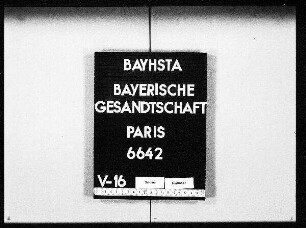 BAYHSTA
BAYERISCHE
GESANDTSCHAFT
PARIS
6642
V-16